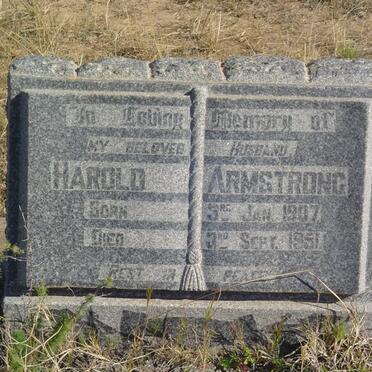 In Loving Memory of
MY BELOVED HUSBAND
HAROLD ARMSTRONG
BORN 3RD JAN. 1907
DIED 3RD SEPT. 1951
REST IN PEACE